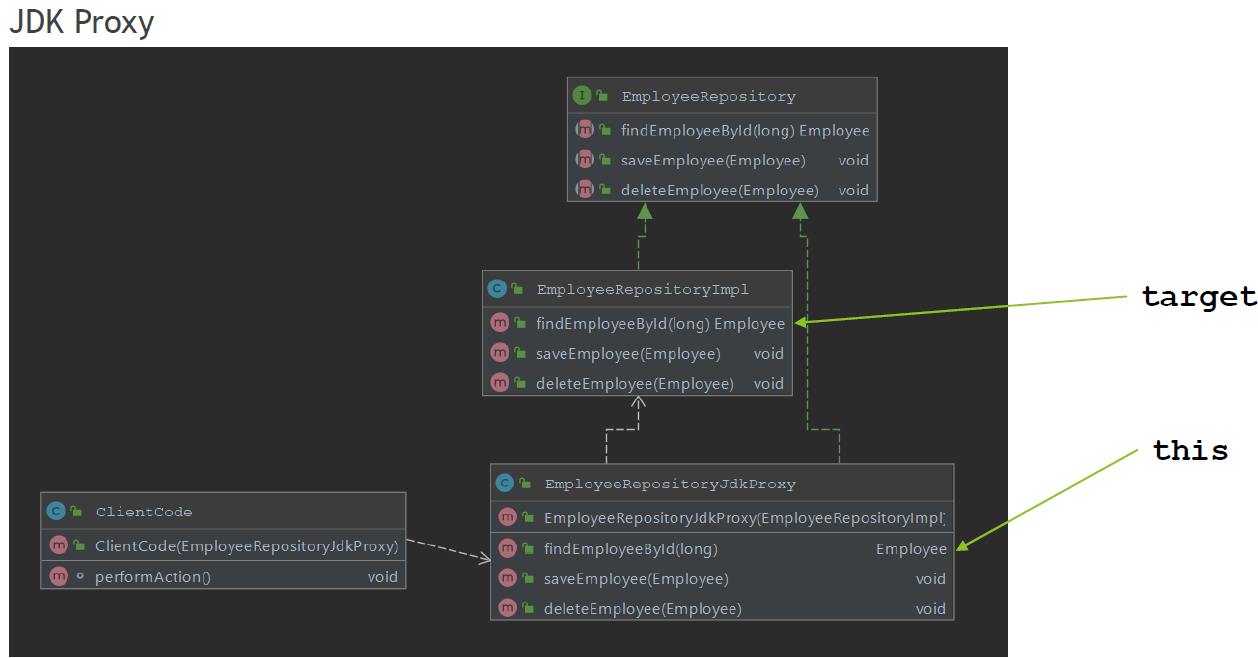 JDK Proxy
I EmployeeRepository
m findEmployeeById(long) Employee
m saveEmployee(Employee) void
m deleteEmployee(Employee) void
C EmployeeRepositoryImpl
m findEmployeeById(long) Employee
m saveEmployee(Employee) void
m deleteEmployee(Employee) void
target
C EmployeeRepositoryJdkProxy
m EmployeeRepositoryJdkProxy(EmployeeRepositoryImpl)
m findEmployeeById(long) Employee
m saveEmployee(Employee) void
m deleteEmployee(Employee) void
this
C ClientCode
m ClientCode(EmployeeRepositoryJdkProxy)
m performAction() void